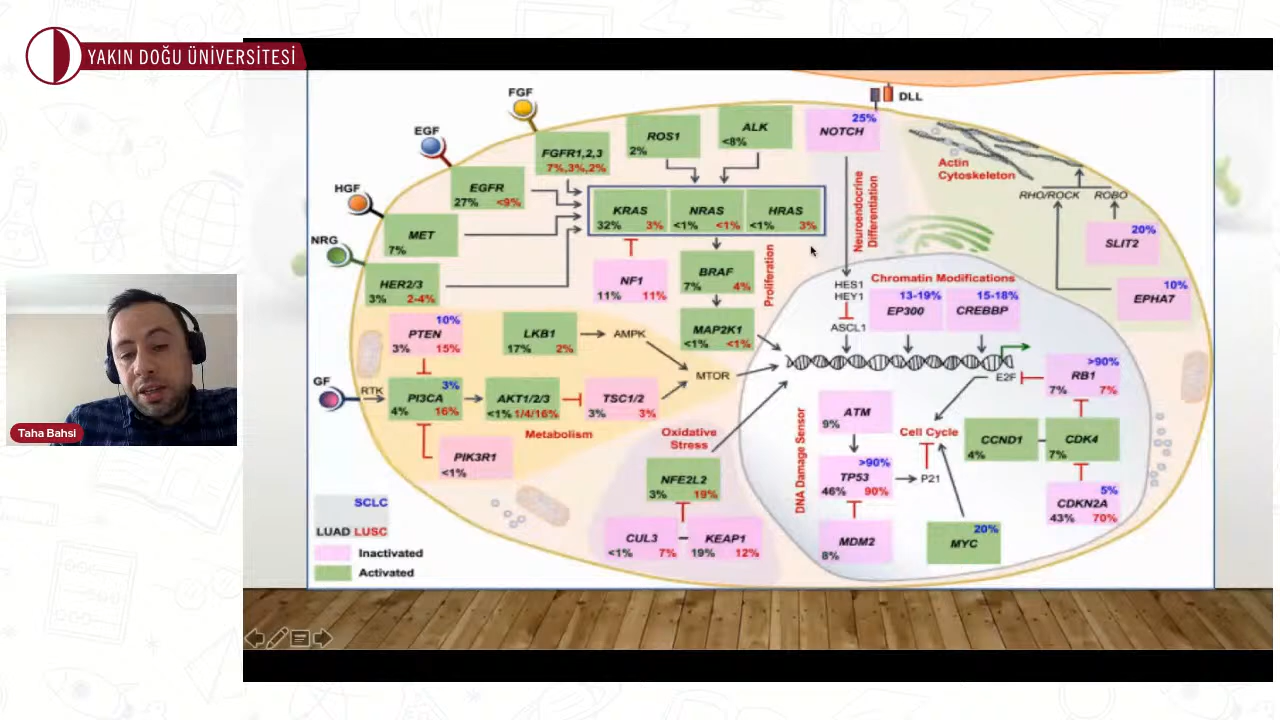 YAKIN DOĞU ÜNİVERSİTESİ
Taha Bahsi
FGF
EGF
HGF
NRG
FGFR1,2,3
7%,3%,2%
ROS1
2%
ALK
<8%
NOTCH
25%
DLL
EGFR
27% <9%
MET
7%
HER2/3
3% 2-4%
KRAS
32% 3%
NRAS
<1% <1%
HRAS
<1% 3%
NF1
11% 11%
BRAF
7% 4%
MAP2K1
<1% <1%
Proliferation
Neuroendocrine
Differentiation
Actin
Cytoskeleton
RHO/ROCK
ROBO
20%
SLIT2
10%
EPHA7
HES1
HEY1
ASCL1
Chromatin Modifications
13-19%
EP300
15-18%
CREBBP
10%
PTEN
3% 15%
LKB1
17% 2%
AMPK
MTOR
GF
RTK
3%
PI3CA
4% 16%
AKT1/2/3
<1% 1/4/16%
TSC1/2
3% 3%
Metabolism
PIK3R1
<1%
Oxidative
Stress
NFE2L2
3% 19%
CUL3
<1% 7%
KEAP1
19% 12%
DNA Damage Sensor
ATM
9%
>90%
TP53
46% 90%
MDM2
8%
P21
Cell Cycle
E2F
>90%
RB1
7% 7%
CCND1
4%
CDK4
7%
5%
CDKN2A
43% 70%
20%
MYC
SCLC
LUAD LUSC
Inactivated
Activated